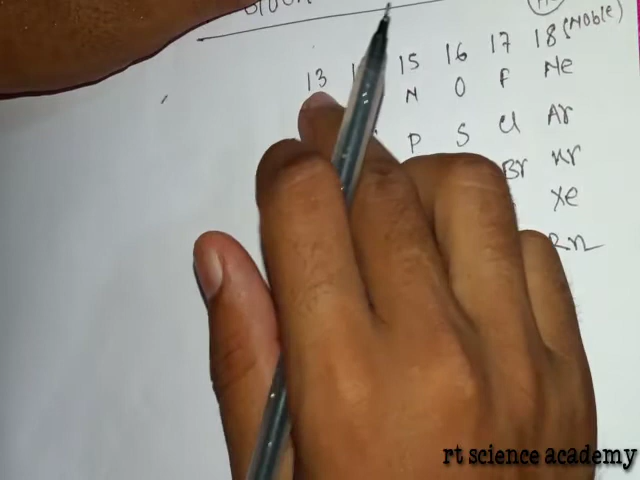 13 15 16 17 18 (Noble)
N O F Ne
P S Cl Ar
Br Kr
Xe
Rn
rt science academy